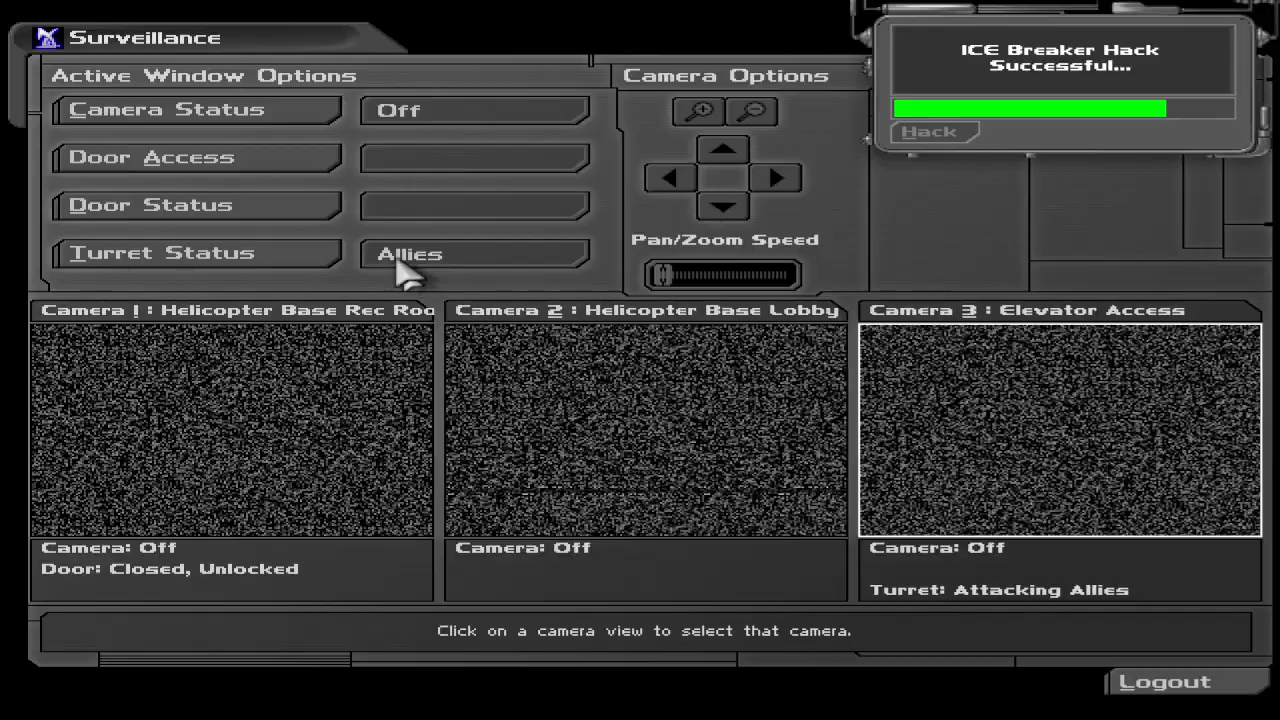 Surveillance
Active Window Options
Camera Options
ICE Breaker Hack
Successful...
Hack
Camera Status
Off
Door Access
Door Status
Turret Status
Allies
Pan/Zoom Speed
Camera 1 : Helicopter Base Rec Roo
Camera 2 : Helicopter Base Lobby
Camera 3 : Elevator Access
Camera: Off
Door: Closed, Unlocked
Camera: Off
Camera: Off
Turret: Attacking Allies
Click on a camera view to select that camera.
Logout